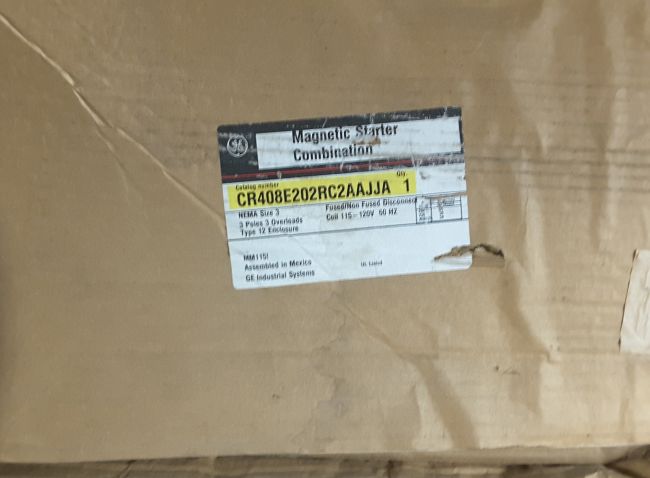 GE
Magnetic Starter
Combination
Catalog number Qty.
CR408E202RC2AAJJA 1
NEMA Size 3 Fused/Non Fused Disconnect
3 Poles 3 Overloads Coil 115-120V 60 HZ
Type 12 Enclosure
MM115I
Assembled in Mexico UL Listed
GE Industrial Systems